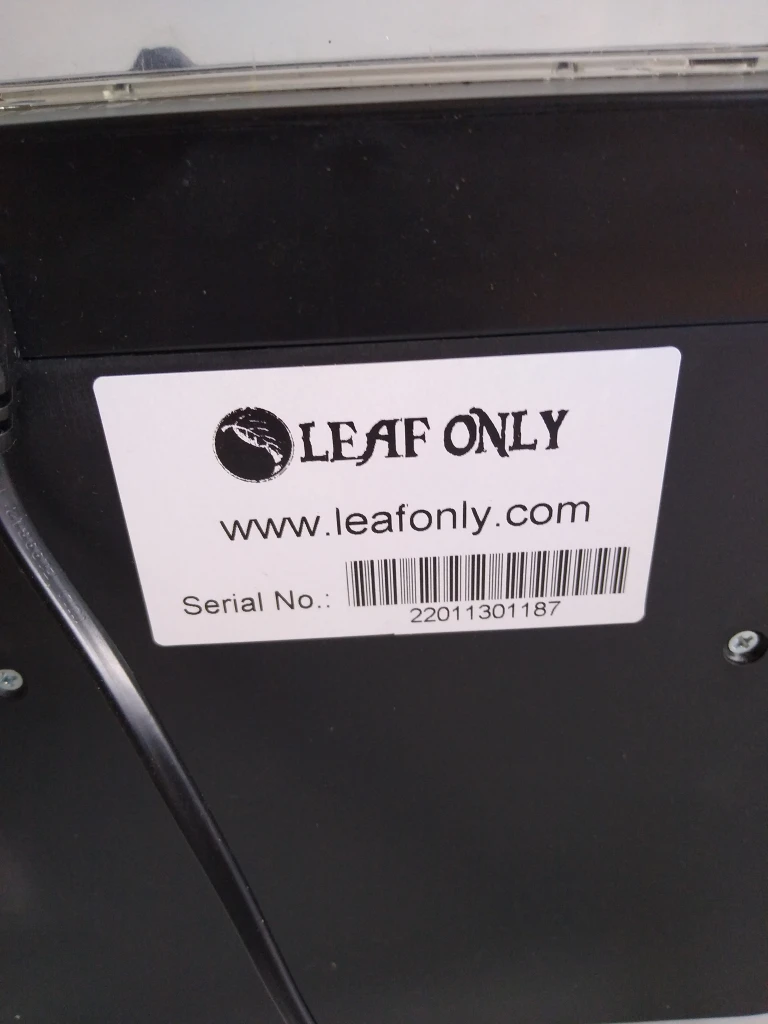 LEAF ONLY
www.leafonly.com
Serial No.:
22011301187